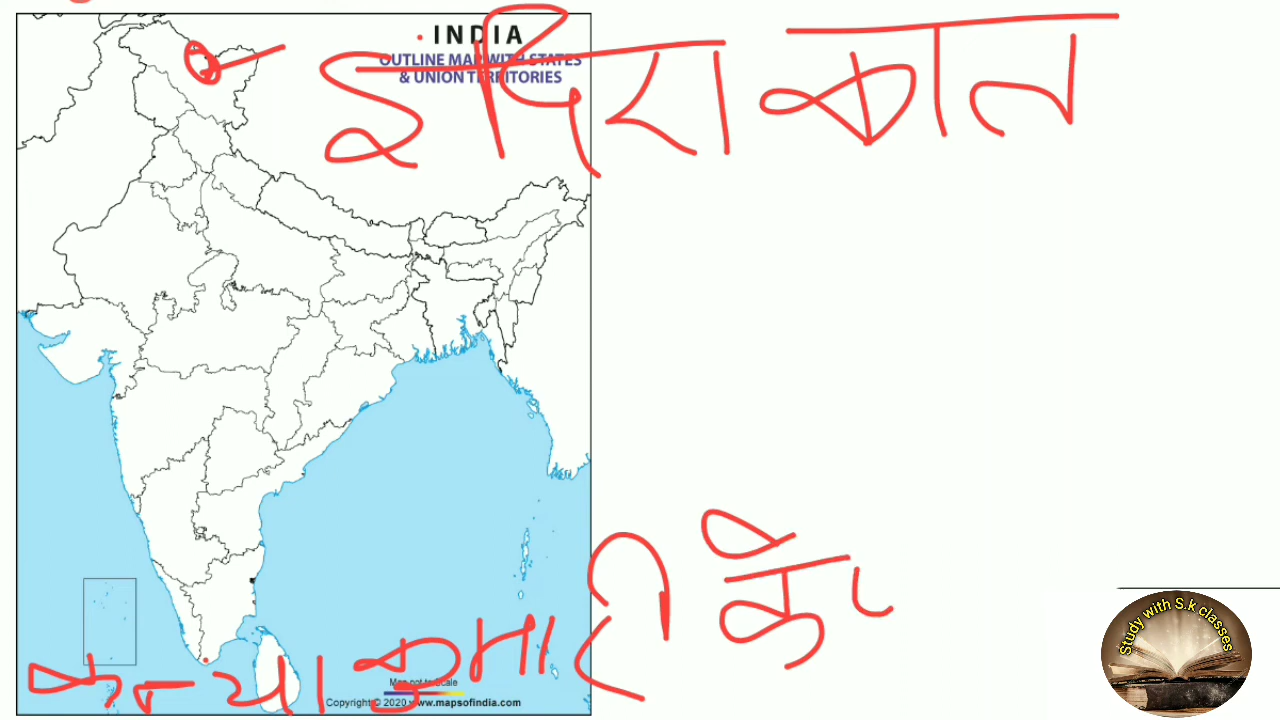 INDIA
OUTLINE MAP WITH STATES
& UNION TERRITORIES
इदिरा काल
कन्याकुमारी के
Map not to Scale
Copyright © 2020 www.mapsofindia.com
Study with S.k classes